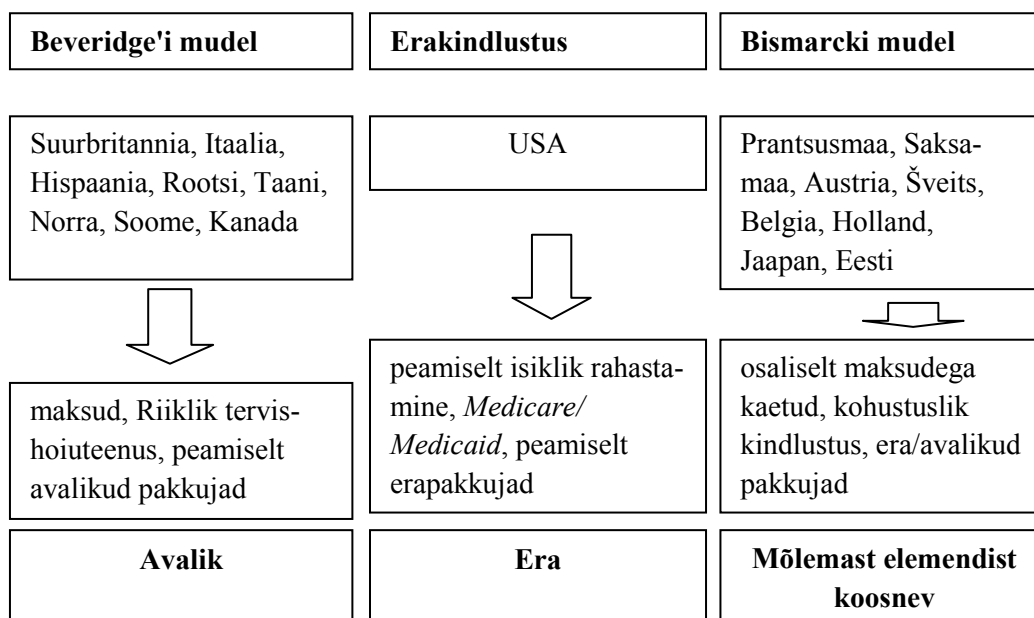 Beveridge'i mudel
Suurbritannia, Itaalia,
Hispaania, Rootsi, Taani,
Norra, Soome, Kanada
maksud, Riiklik tervis-
hoiuteenus, peamiselt
avalikud pakkujad
Avalik
Erakindlustus
USA
peamiselt isiklik rahasta-
mine, Medicare/
Medicaid, peamiselt
erapakkujad
Era
Bismarcki mudel
Prantsusmaa, Saksa-
maa, Austria, Šveits,
Belgia, Holland,
Jaapan, Eesti
osaliselt maksudega
kaetud, kohustuslik
kindlustus, era/avalikud
pakkujad
Mõlemast elemendist
koosnev